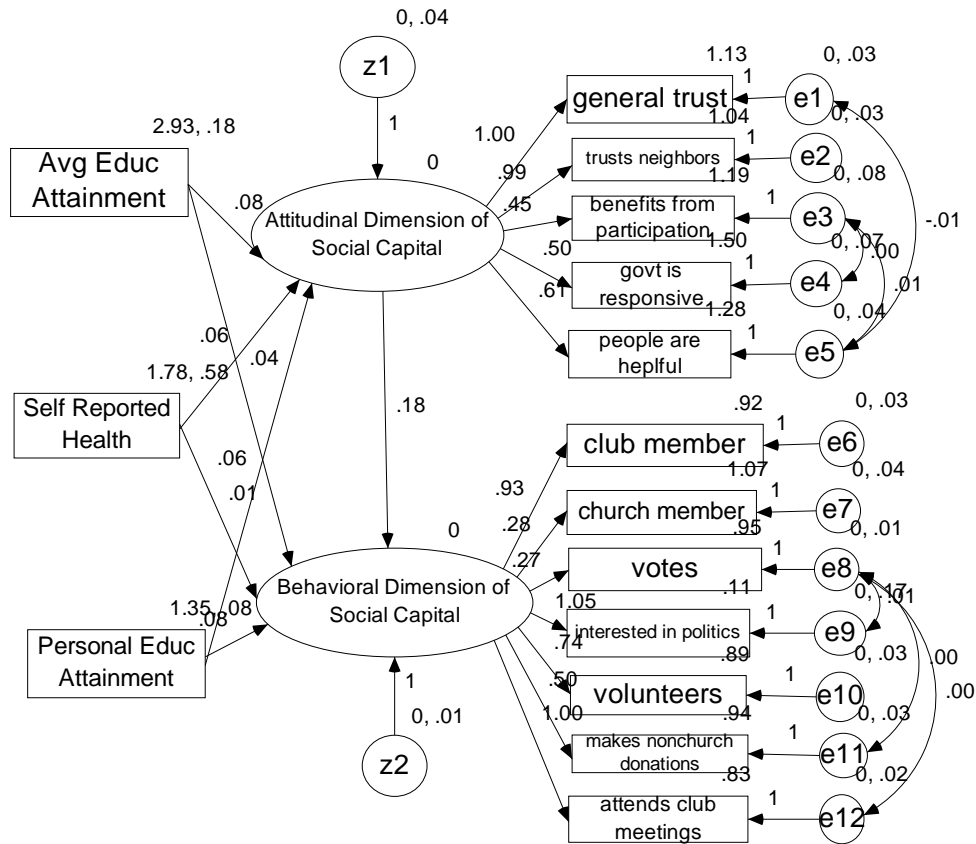 0, .04
z1
1
1.13
0, .03
1
general trust
e1
1.04
0, .03
1
trusts neighbors
e2
1.19
0, .08
1
benefits from
participation
e3
1.50
0, .07
1
govt is
responsive
e4
1.28
0, .04
1
people are
heplful
e5
-.01
.00
.01
2.93, .18
Avg Educ
Attainment
0
Attitudinal Dimension of
Social Capital
1.00
.99
.45
.50
.61
.08
.06
.04
1.78, .58
Self Reported
Health
.06
.01
.18
1.35, .08
.08
Personal Educ
Attainment
0
Behavioral Dimension of
Social Capital
1
0, .01
z2
.93
.28
.27
1.05
.74
.50
1.00
.92
0, .03
1
club member
e6
1.07
0, .04
1
church member
e7
.95
0, .01
1
votes
e8
.11
0, .17
1
interested in politics
e9
.89
0, .03
1
volunteers
e10
.94
0, .03
1
makes nonchurch
donations
e11
.83
0, .02
1
attends club
meetings
e12
.01
.00
.00